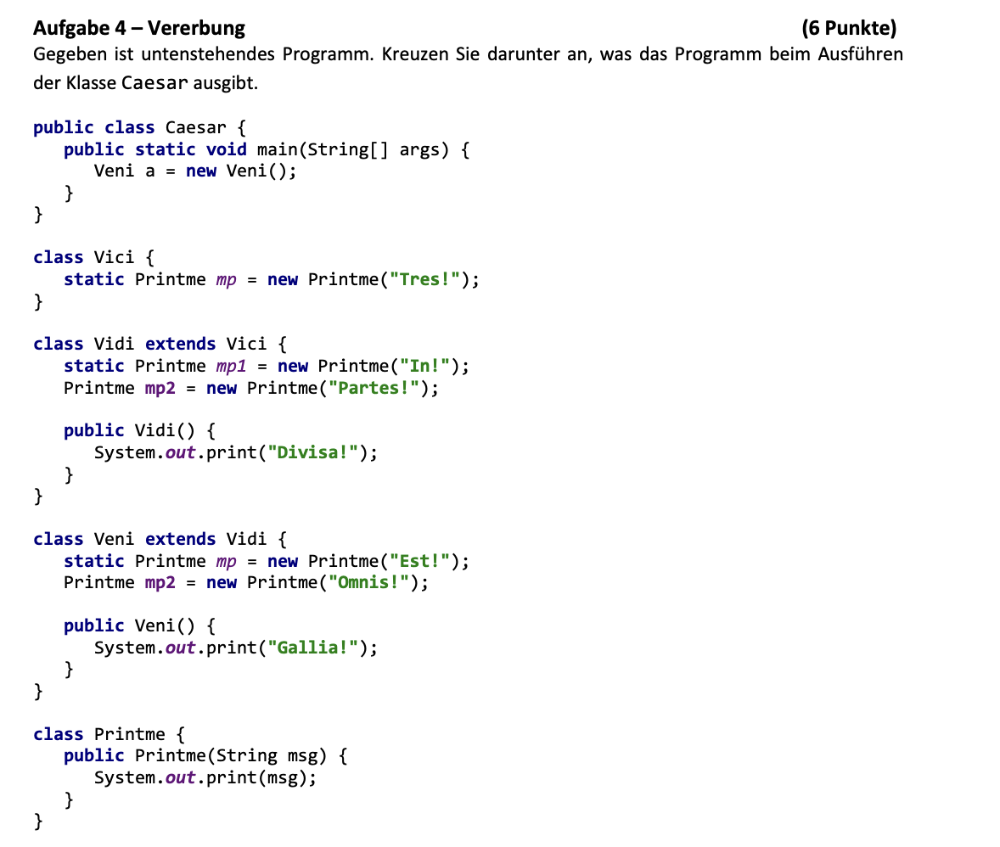 Aufgabe 4 – Vererbung (6 Punkte)
Gegeben ist untenstehendes Programm. Kreuzen Sie darunter an, was das Programm beim Ausführen
der Klasse Caesar ausgibt.
public class Caesar {
   public static void main(String[] args) {
      Veni a = new Veni();
   }
}
class Vici {
   static Printme mp = new Printme("Tres!");
}
class Vidi extends Vici {
   static Printme mp1 = new Printme("In!");
   Printme mp2 = new Printme("Partes!");
   public Vidi() {
      System.out.print("Divisa!");
   }
}
class Veni extends Vidi {
   static Printme mp = new Printme("Est!");
   Printme mp2 = new Printme("Omnis!");
   public Veni() {
      System.out.print("Gallia!");
   }
}
class Printme {
   public Printme(String msg) {
      System.out.print(msg);
   }
}